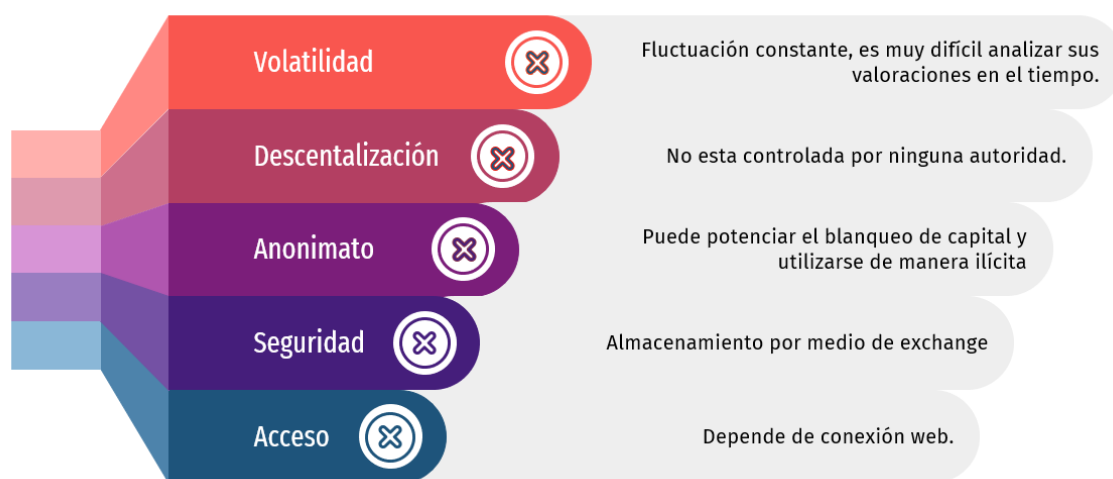 Volatilidad
Fluctuación constante, es muy difícil analizar sus
valoraciones en el tiempo.
Descentalización
No esta controlada por ninguna autoridad.
Anonimato
Puede potenciar el blanqueo de capital y
utilizarse de manera ilícita
Seguridad
Almacenamiento por medio de exchange
Acceso
Depende de conexión web.